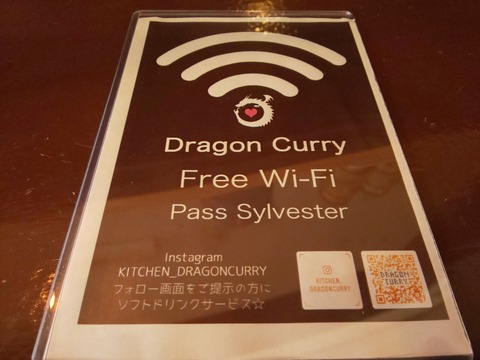 Dragon Curry
Free Wi-Fi
Pass Sylvester
Instagram
KITCHEN_DRAGONCURRY
フォロー画面をご提示の方に
ソフトドリンクサービス☆
KITCHEN_
DRAGONCURRY
DRAGON
CURRY